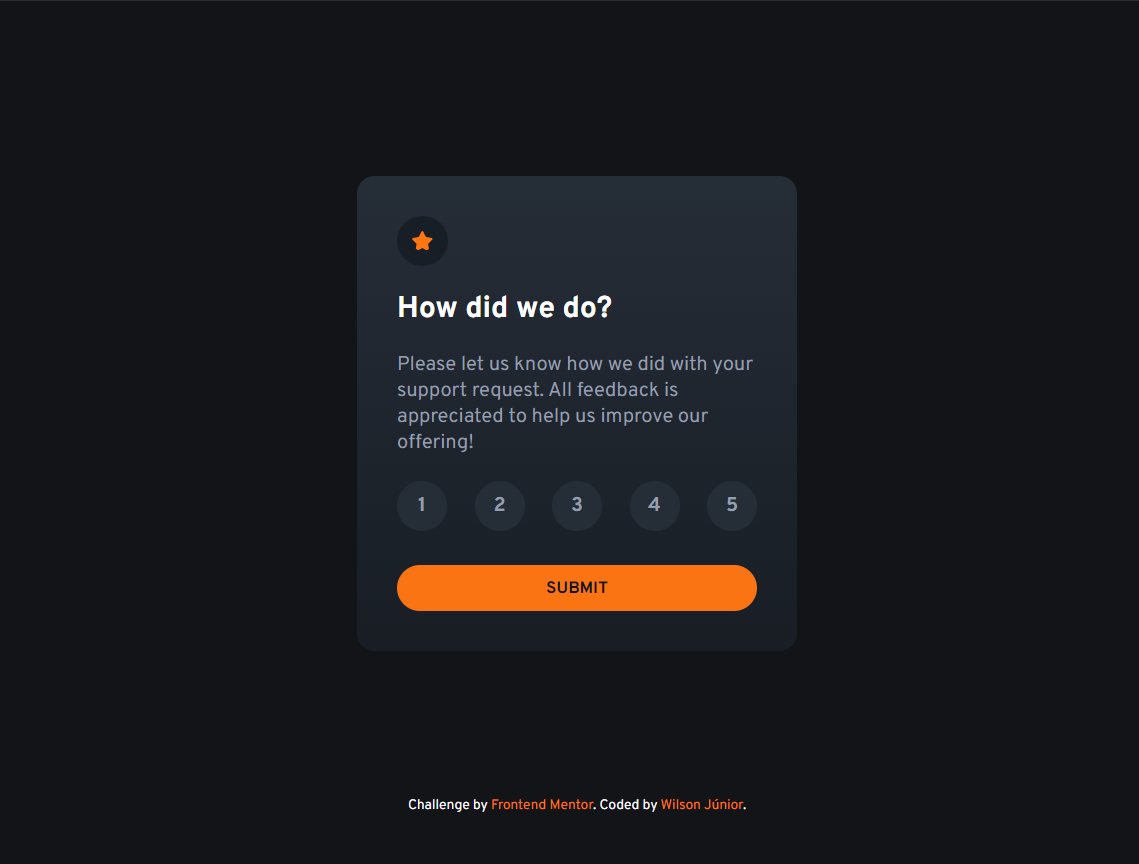 How did we do?
Please let us know how we did with your
support request. All feedback is
appreciated to help us improve our
offering!
1 2 3 4 5
SUBMIT
Challenge by Frontend Mentor. Coded by Wilson Júnior.